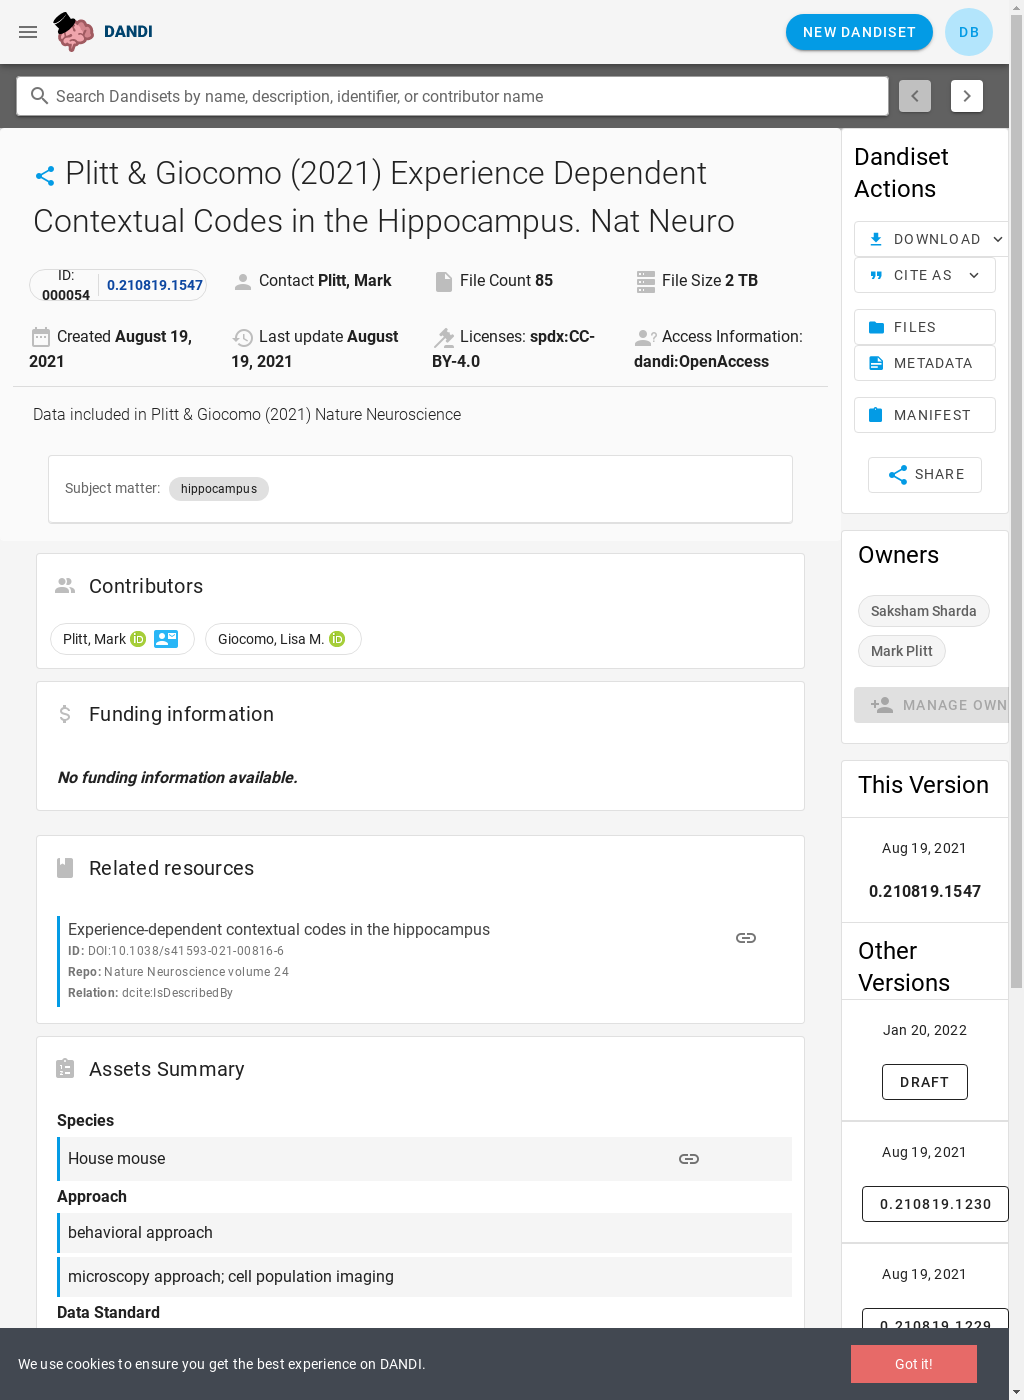 DANDI
NEW DANDISET
DB
Search Dandisets by name, description, identifier, or contributor name
Plitt & Giocomo (2021) Experience Dependent
Contextual Codes in the Hippocampus. Nat Neuro
ID:
000054
0.210819.1547
Contact Plitt, Mark
File Count 85
File Size 2 TB
Created August 19,
2021
Last update August
19, 2021
Licenses: spdx:CC-
BY-4.0
Access Information:
dandi:OpenAccess
Data included in Plitt & Giocomo (2021) Nature Neuroscience
Subject matter: hippocampus
Contributors
Plitt, Mark
Giocomo, Lisa M.
Funding information
No funding information available.
Related resources
Experience-dependent contextual codes in the hippocampus
ID: DOI:10.1038/s41593-021-00816-6
Repo: Nature Neuroscience volume 24
Relation: dcite:IsDescribedBy
Assets Summary
Species
House mouse
Approach
behavioral approach
microscopy approach; cell population imaging
Data Standard
Dandiset
Actions
DOWNLOAD
CITE AS
FILES
METADATA
MANIFEST
SHARE
Owners
Saksham Sharda
Mark Plitt
MANAGE OWN
This Version
Aug 19, 2021
0.210819.1547
Other
Versions
Jan 20, 2022
DRAFT
Aug 19, 2021
0.210819.1230
Aug 19, 2021
0.210819.1229
We use cookies to ensure you get the best experience on DANDI.
Got it!